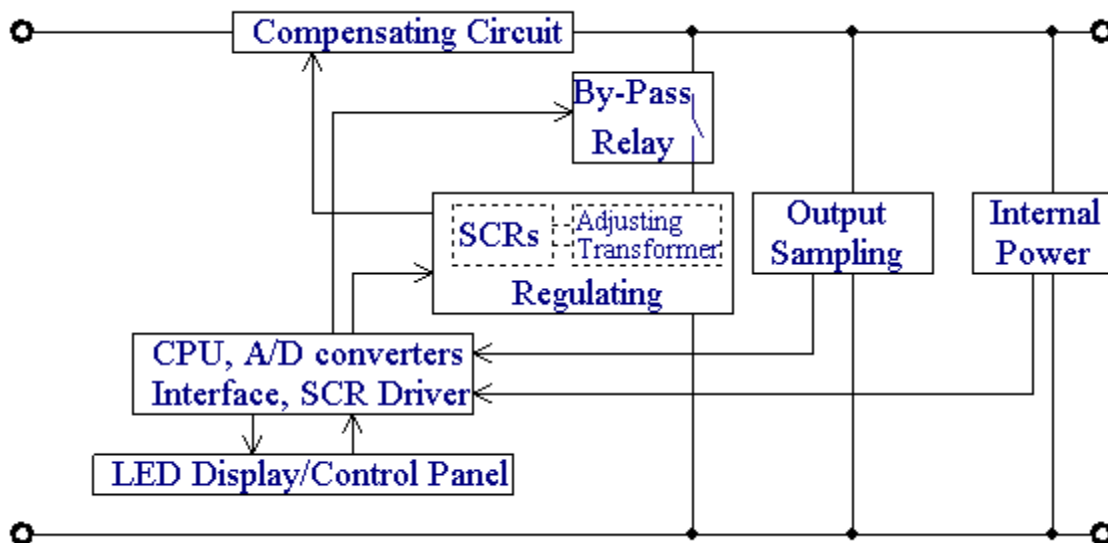 Compensating Circuit
By-Pass
Relay
SCRs
Adjusting
Transformer
Regulating
Output
Sampling
Internal
Power
CPU, A/D converters
Interface, SCR Driver
LED Display/Control Panel